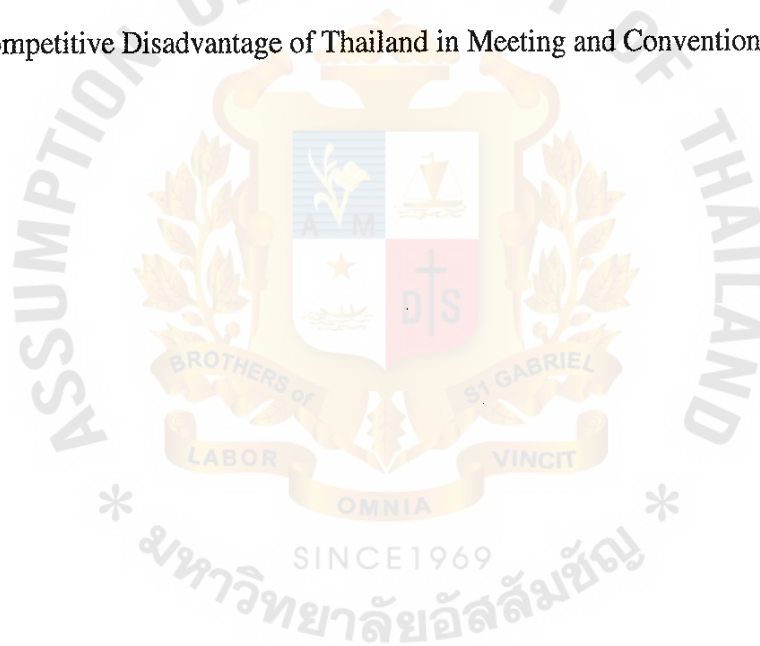 ompetitive Disadvantage of Thailand in Meeting and Convention
ASSUMPTION
THAILAND
A M
D S
BROTHERS of
ST GABRIEL
LABOR
OMNIA
VINCIT
SINCE1969
* มหาวิทยาลัยอัสสัมชัญ *